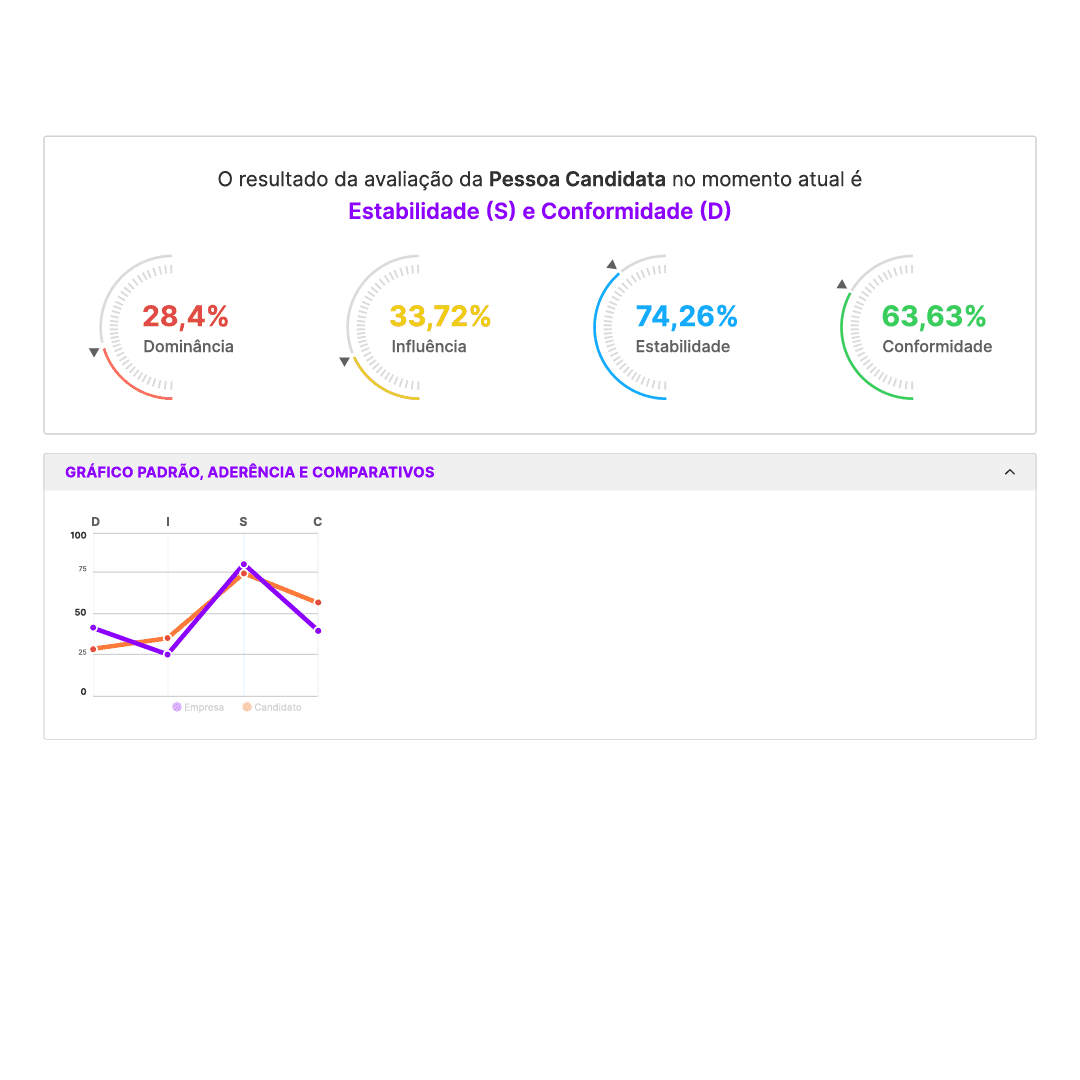 O resultado da avaliação da Pessoa Candidata no momento atual é
Estabilidade (S) e Conformidade (D)
28,4%
Dominância
33,72%
Influência
74,26%
Estabilidade
63,63%
Conformidade
GRÁFICO PADRÃO, ADERÊNCIA E COMPARATIVOS
D I S C
100
75
50
25
0
Empresa Candidato